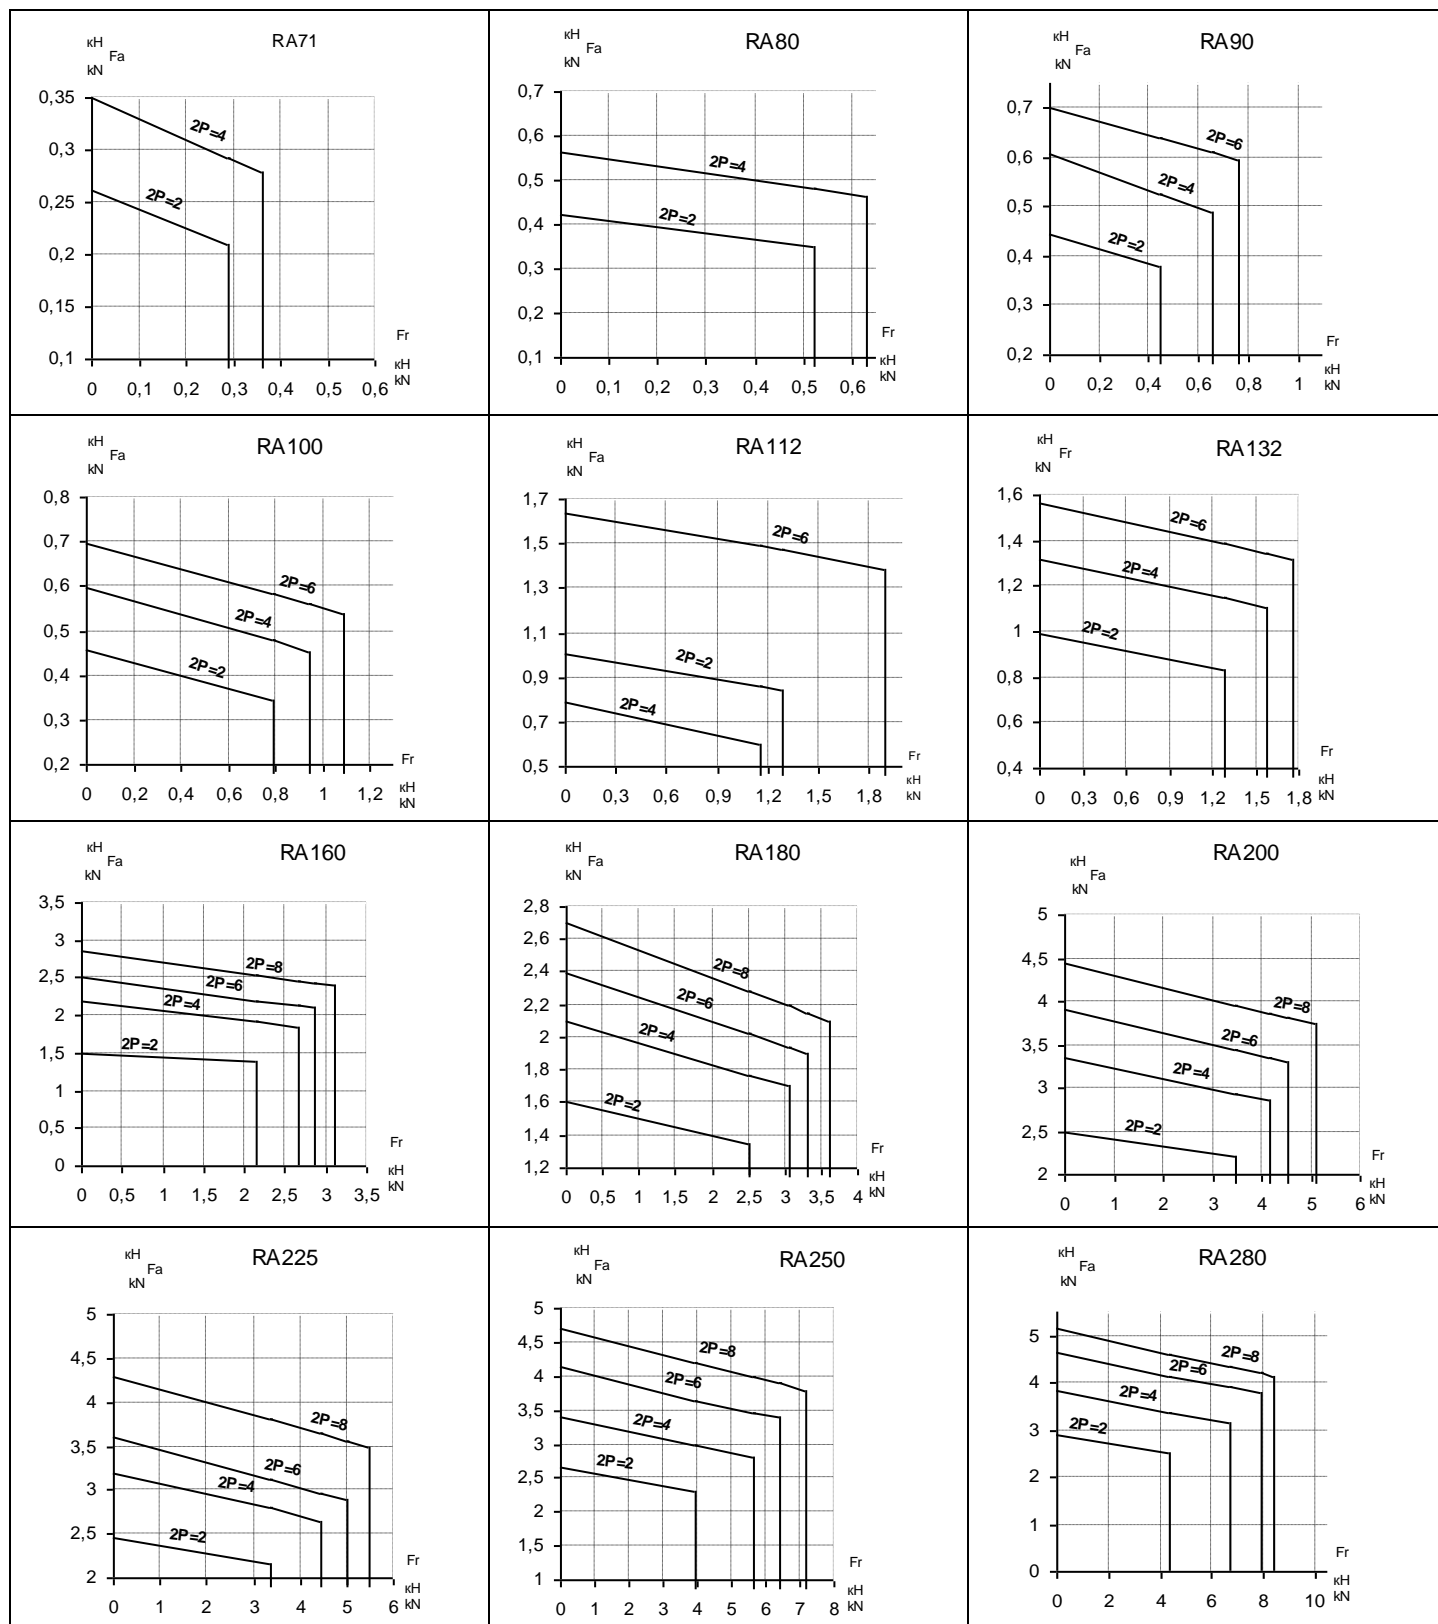 кН Fa
kN
RA71
0,35
0,3
0,25
0,2
0,15
0,1
2P=4
2P=2
Fr
кН
kN
0 0,1 0,2 0,3 0,4 0,5 0,6
кН Fa
kN
RA80
0,7
0,6
0,5
0,4
0,3
0,2
0,1
2P=4
2P=2
Fr
кН
kN
0 0,1 0,2 0,3 0,4 0,5 0,6
кН Fa
kN
RA90
0,7
0,6
0,5
0,4
0,3
0,2
2P=6
2P=4
2P=2
Fr
кН
kN
0 0,2 0,4 0,6 0,8 1
кН Fa
kN
RA100
0,8
0,7
0,6
0,5
0,4
0,3
0,2
2P=6
2P=4
2P=2
Fr
кН
kN
0 0,2 0,4 0,6 0,8 1 1,2
кН Fa
kN
RA112
1,7
1,5
1,3
1,1
0,9
0,7
0,5
2P=6
2P=2
2P=4
Fr
кН
kN
0 0,3 0,6 0,9 1,2 1,5 1,8
кН Fr
kN
RA132
1,6
1,4
1,2
1
0,8
0,6
0,4
2P=6
2P=4
2P=2
Fr
кН
kN
0 0,3 0,6 0,9 1,2 1,5 1,8
кН Fa
kN
RA160
3,5
3
2,5
2
1,5
1
0,5
0
2P=8
2P=6
2P=4
2P=2
Fr
кН
kN
0 0,5 1 1,5 2 2,5 3 3,5
кН Fa
kN
RA180
2,8
2,6
2,4
2,2
2
1,8
1,6
1,4
1,2
2P=8
2P=6
2P=4
2P=2
Fr
кН
kN
0 0,5 1 1,5 2 2,5 3 3,5 4
кН Fa
kN
RA200
5
4,5
4
3,5
3
2,5
2
2P=8
2P=6
2P=4
2P=2
Fr
кН
kN
0 1 2 3 4 5 6
кН Fa
kN
RA225
5
4,5
4
3,5
3
2,5
2
2P=8
2P=6
2P=4
2P=2
Fr
кН
kN
0 1 2 3 4 5 6
кН Fa
kN
RA250
5
4,5
4
3,5
3
2,5
2
1,5
1
2P=8
2P=6
2P=4
2P=2
Fr
кН
kN
0 1 2 3 4 5 6 7 8
кН Fa
kN
RA280
5
4
3
2
1
0
2P=8
2P=6
2P=4
2P=2
Fr
кН
kN
0 2 4 6 8 10